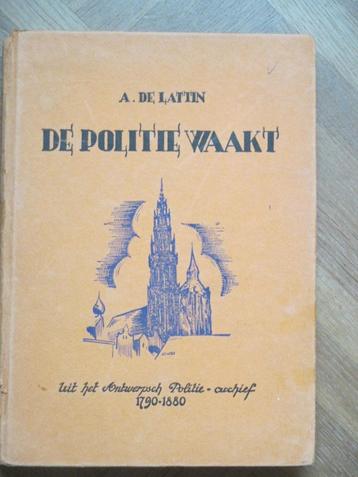 A. DE LATTIN
DE POLITIE WAAKT
Uit het Antwerpsch Politie-archief
1790-1880